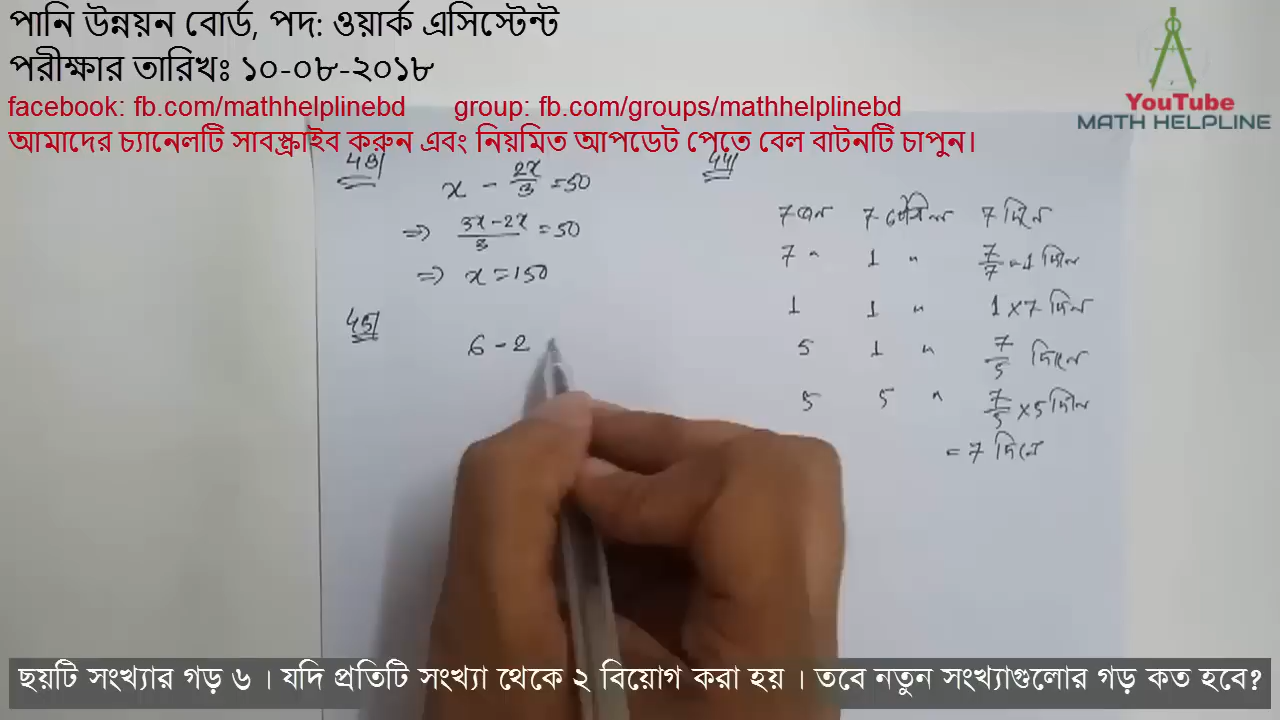 পানি উন্নয়ন বোর্ড, পদ: ওয়ার্ক এসিস্টেন্ট
পরীক্ষার তারিখঃ ১০-০৮-২০১৮
facebook: fb.com/mathhelplinebd group: fb.com/groups/mathhelplinebd
আমাদের চ্যানেলটি সাবস্ক্রাইব করুন এবং নিয়মিত আপডেট পেতে বেল বাটনটি চাপুন।
YouTube
MATH HELPLINE
43/
x - 2x/3 = 50
⇒ 3x-2x/3 = 50
⇒ x = 150
45/
6 - 2
44/
7 জন 7 টেবিল 7 দিনে
7 " 1 " 7/7 = 1 দিনে
1 1 " 1×7 দিনে
5 1 " 7/5 দিনে
5 5 " 7/5 ×5 দিনে
= 7 দিনে
ছয়টি সংখ্যার গড় ৬ । যদি প্রতিটি সংখ্যা থেকে ২ বিয়োগ করা হয় । তবে নতুন সংখ্যাগুলোর গড় কত হবে?